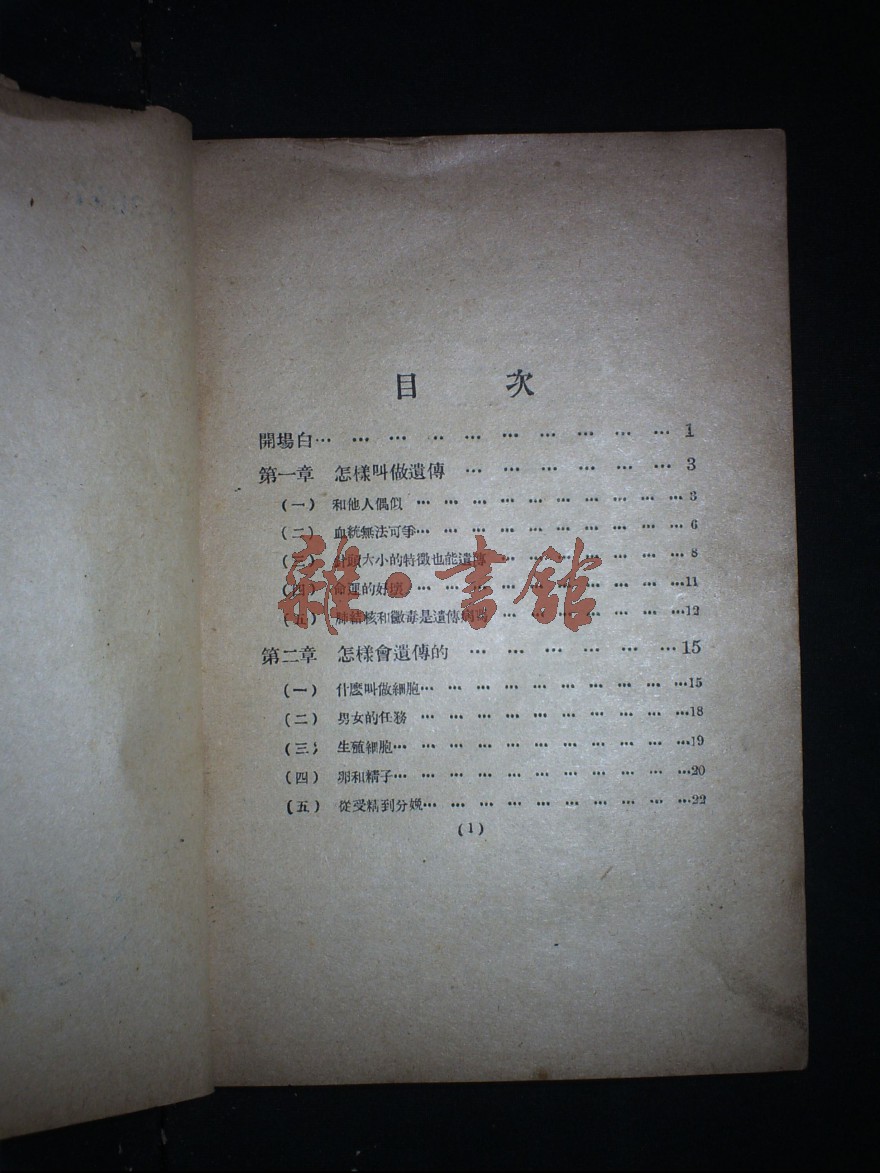 目 次
開場白… … … ‥ … … … … … … 1
第一章 怎樣叫做遺傳 … … … … … … 3
(一) 和他人偶似 … … … … … … … … … … 3
(二) 血統無法可爭… … … … … … … … … … 6
(三) 針頭大小的特徵也能遺傳 … … … … … … … 8
(四) 命運的好壞 … … … … … … … … … …11
(五) 肺結核和黴毒是遺傳病嗎 … … … … … … …12
第二章 怎樣會遺傳的 … … … … … … 15
(一) 什麼叫做細胞… … … … … … … … … …15
(二) 男女的任務 … … … … … … … … … …18
(三) 生殖細胞… … … … … … … … … … …19
(四) 卵和精子… … … … … … … … … … …20
(五) 從受精到分娩… … … … … … … … … …22
(1)
雜·書館